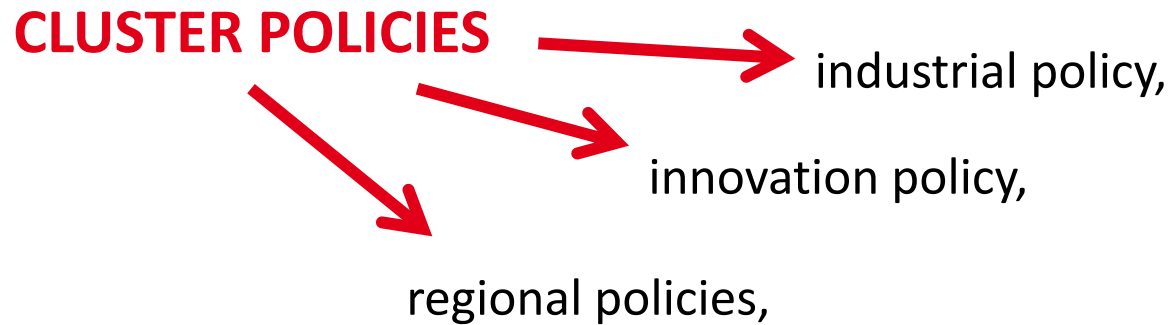 CLUSTER POLICIES
industrial policy,
innovation policy,
regional policies,